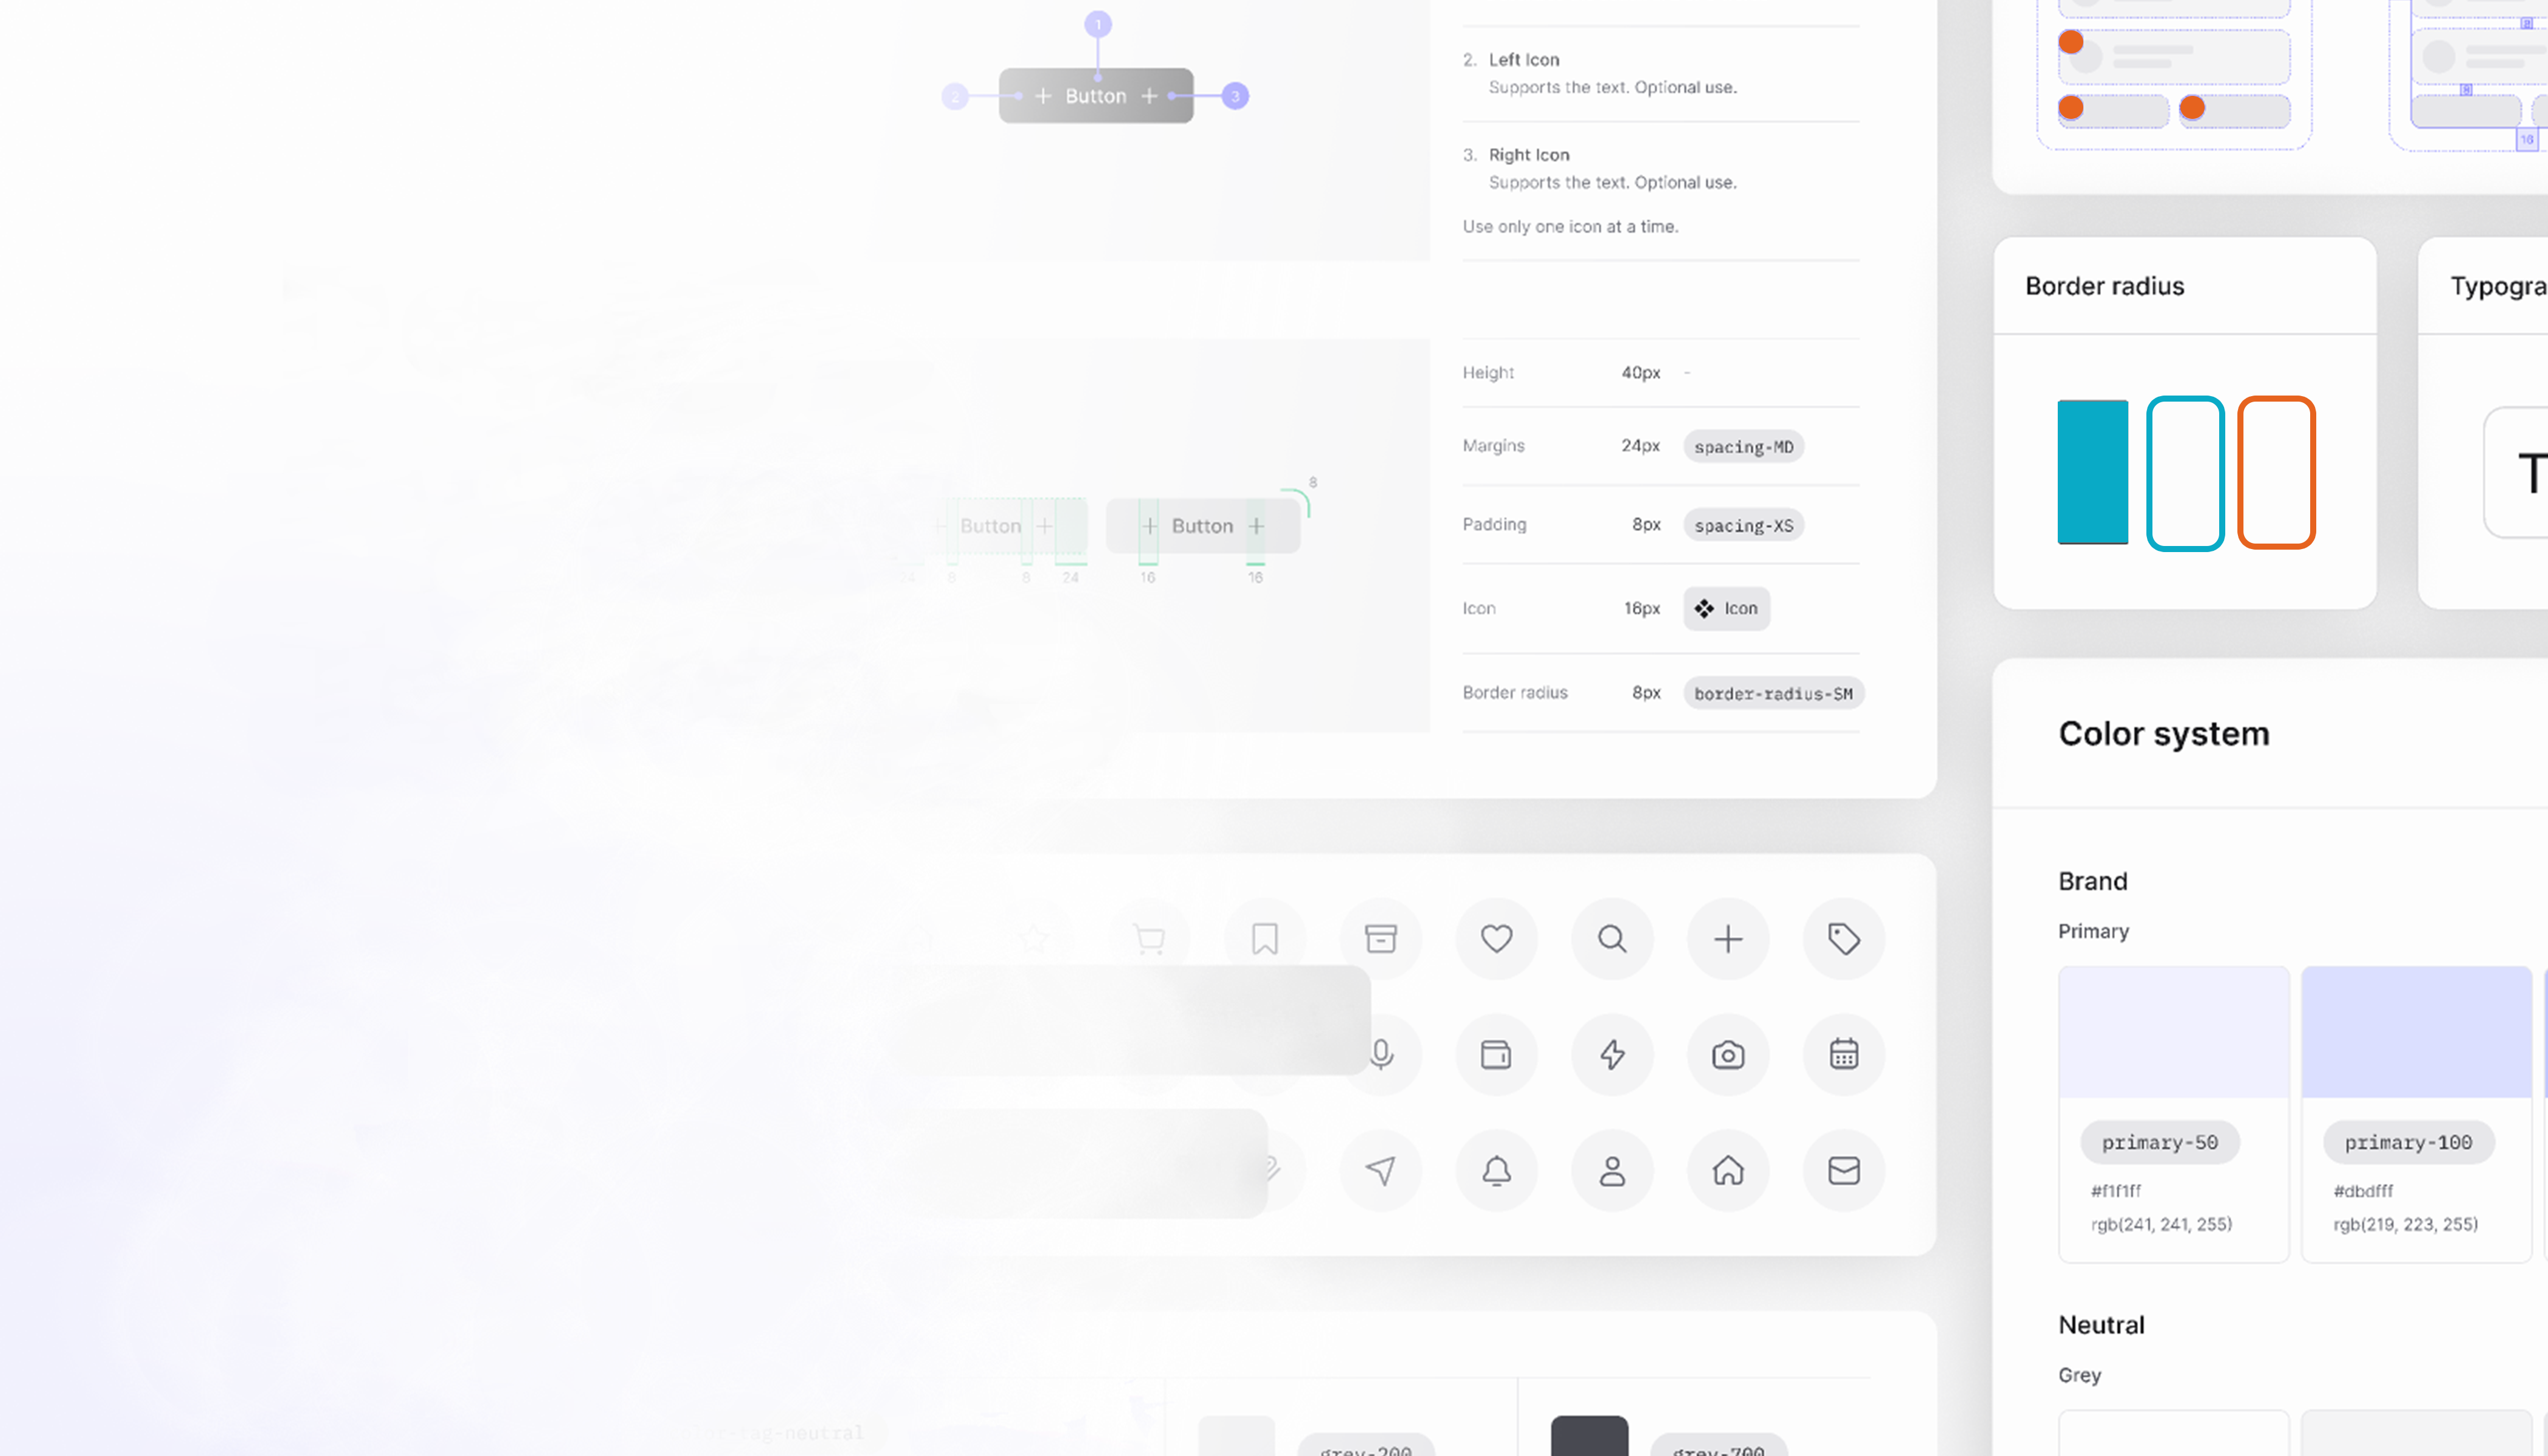 1
2
+ Button +
3
2. Left Icon
Supports the text. Optional use.
3. Right Icon
Supports the text. Optional use.
Use only one icon at a time.
Height 40px -
Margins 24px spacing-MD
Padding 8px spacing-XS
Icon 16px Icon
Border radius 8px border-radius-SM
8
+ Button +
+ Button +
24 8 8 24 16 16
8
8
16
Border radius
Typogra
T
Color system
Brand
Primary
primary-50
#f1f1ff
rgb(241, 241, 255)
primary-100
#dbdfff
rgb(219, 223, 255)
Neutral
Grey
grey-200
grey-700